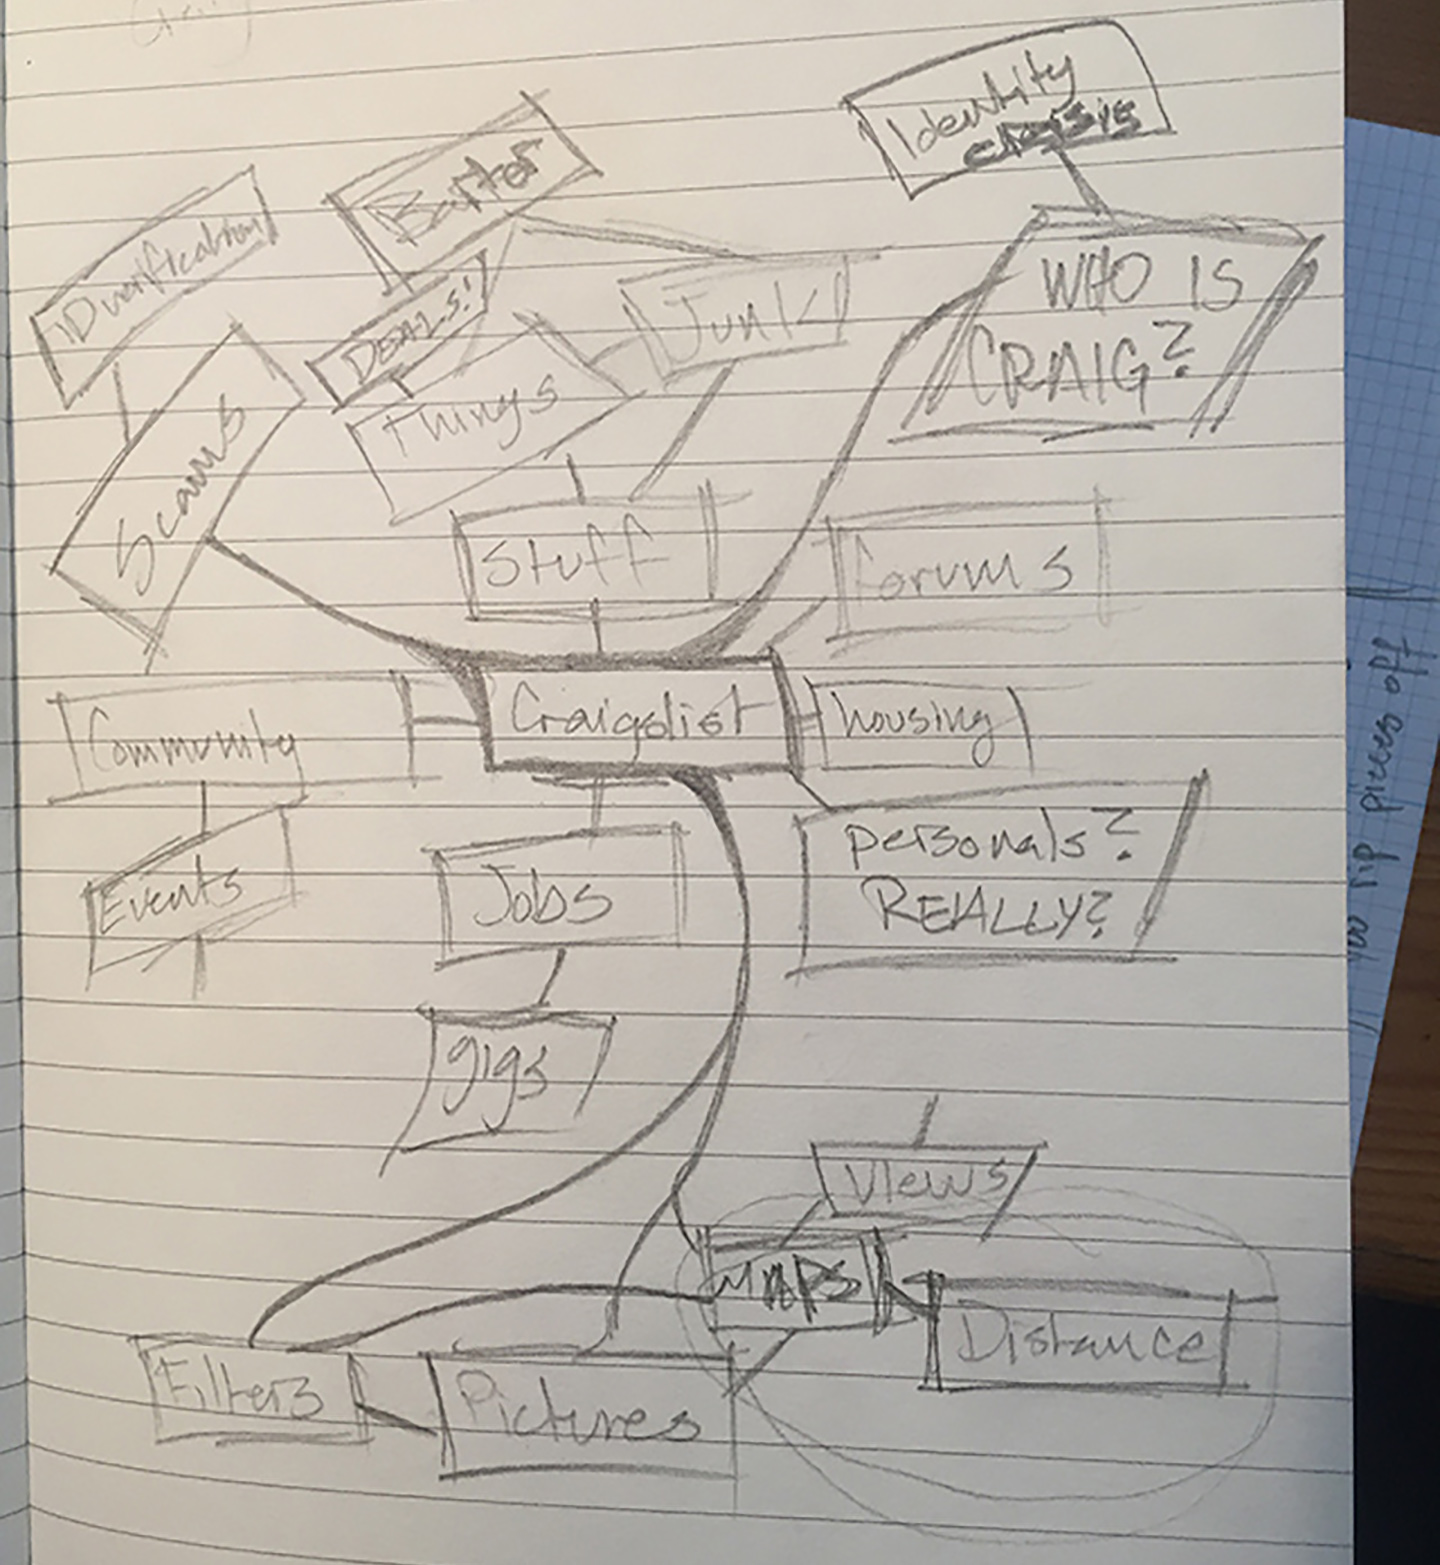 Identity
crisis
Barter
ID verification
DEALS!
Junk
WHO IS
CRAIG?
Things
Scams
Stuff
forums
Craigslist
housing
Community
personals?
REALLY?
Events
Jobs
gigs
Views
MAPS
Distance
Filters
Pictures
rip pieces off